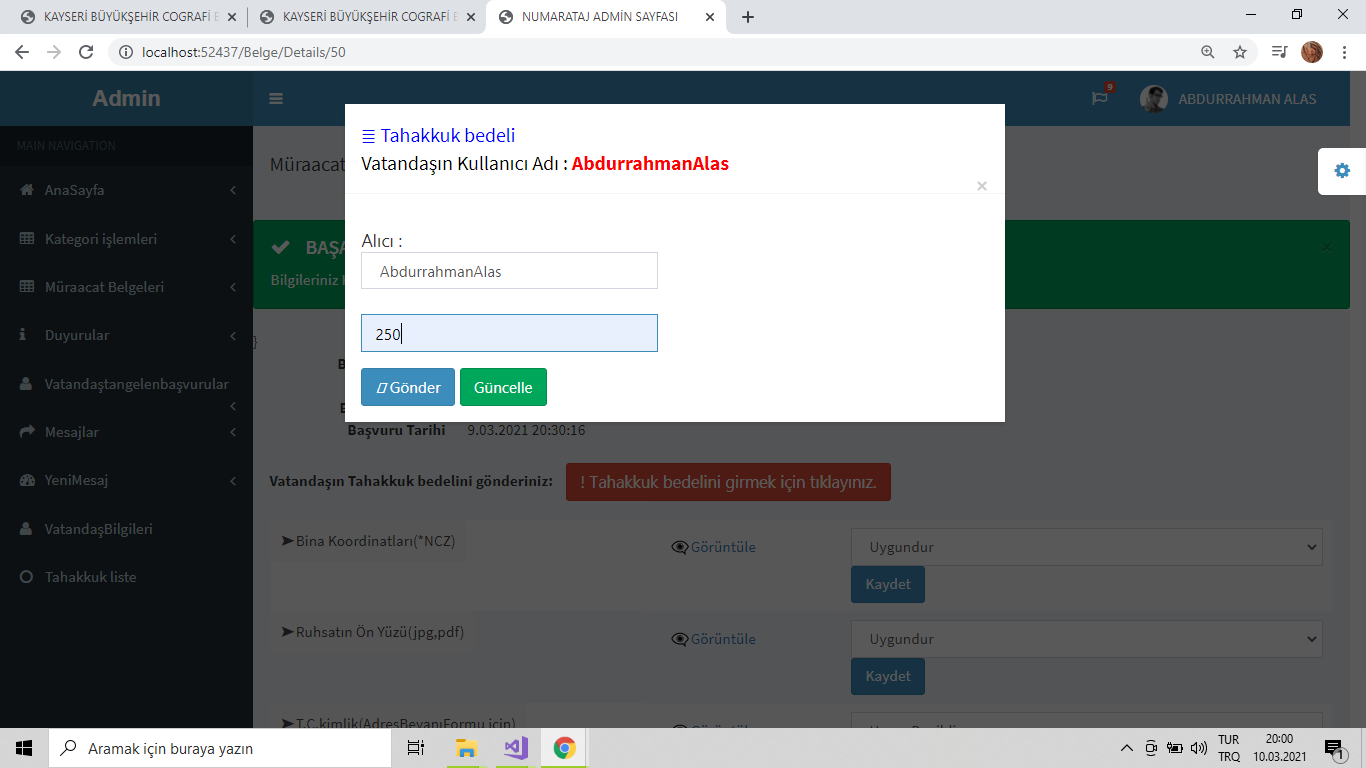 KAYSERİ BÜYÜKŞEHİR COGRAFİ
KAYSERİ BÜYÜKŞEHİR COGRAFİ
NUMARATAJ ADMİN SAYFASI
localhost:52437/Belge/Details/50
Admin
9
ABDURRAHMAN ALAS
MAIN NAVIGATION
AnaSayfa
Kategori işlemleri
Müraacat Belgeleri
Duyurular
Vatandaştangelenbaşvurular
Mesajlar
YeniMesaj
VatandaşBilgileri
Tahakkuk liste
Müraacat
Tahakkuk bedeli
Vatandaşın Kullanıcı Adı : AbdurrahmanAlas
×
Alıcı :
AbdurrahmanAlas
250
Gönder
Güncelle
BAŞA
×
Bilgileriniz
}
B
Başvuru Tarihi 9.03.2021 20:30:16
Vatandaşın Tahakkuk bedelini gönderiniz:
! Tahakkuk bedelini girmek için tıklayınız.
➤Bina Koordinatları(*NCZ)
Görüntüle
Uygundur
Kaydet
➤Ruhsatın Ön Yüzü(jpg,pdf)
Görüntüle
Uygundur
Kaydet
➤T.C.kimlik(AdresBeyanıFormu için)
Aramak için buraya yazın
TUR
TRQ
20:00
10.03.2021
1